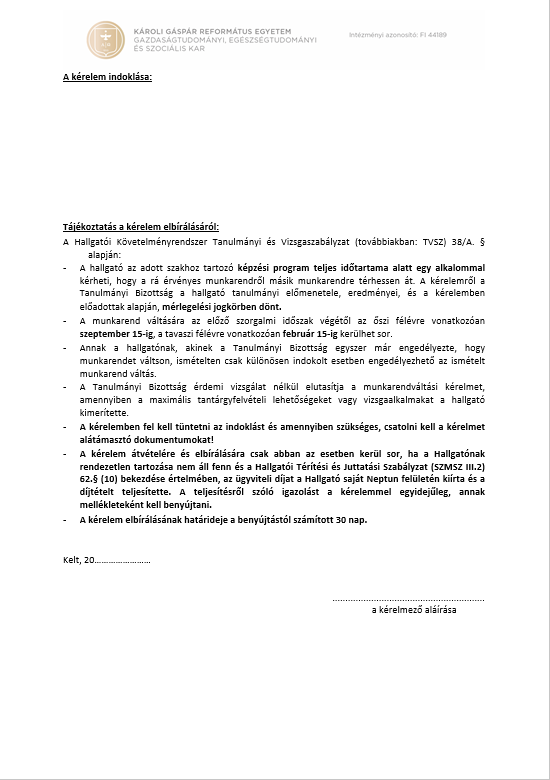 KÁROLI GÁSPÁR REFORMÁTUS EGYETEM
GAZDASÁGTUDOMÁNYI, EGÉSZSÉGTUDOMÁNYI
ÉS SZOCIÁLIS KAR
Intézményi azonosító: FI 44189
A kérelem indoklása:
Tájékoztatás a kérelem elbírálásáról:
A Hallgatói Követelményrendszer Tanulmányi és Vizsgaszabályzat (továbbiakban: TVSZ) 38/A. §
alapján:
- A hallgató az adott szakhoz tartozó képzési program teljes időtartama alatt egy alkalommal
kérheti, hogy a rá érvényes munkarendről másik munkarendre térhessen át. A kérelemről a
Tanulmányi Bizottság a hallgató tanulmányi előmenetele, eredményei, és a kérelemben
előadottak alapján, mérlegelési jogkörben dönt.
- A munkarend váltására az előző szorgalmi időszak végétől az őszi félévre vonatkozóan
szeptember 15-ig, a tavaszi félévre vonatkozóan február 15-ig kerülhet sor.
- Annak a hallgatónak, akinek a Tanulmányi Bizottság egyszer már engedélyezte, hogy
munkarendet váltson, ismételten csak különösen indokolt esetben engedélyezhető az ismételt
munkarend váltás.
- A Tanulmányi Bizottság érdemi vizsgálat nélkül elutasítja a munkarendváltási kérelmet,
amennyiben a maximális tantárgyfelvételi lehetőségeket vagy vizsgaalkalmakat a hallgató
kimerítette.
- A kérelemben fel kell tüntetni az indoklást és amennyiben szükséges, csatolni kell a kérelmet
alátámasztó dokumentumokat!
- A kérelem átvételére és elbírálására csak abban az esetben kerül sor, ha a Hallgatónak
rendezetlen tartozása nem áll fenn és a Hallgatói Térítési és Juttatási Szabályzat (SZMSZ III.2)
62.§ (10) bekezdése értelmében, az ügyviteli díjat a Hallgató saját Neptun felületén kiírta és a
díjtételt teljesítette. A teljesítésről szóló igazolást a kérelemmel egyidejűleg, annak
mellékleteként kell benyújtani.
- A kérelem elbírálásának határideje a benyújtástól számított 30 nap.
Kelt, 20……………………
……………………………………………………
a kérelmező aláírása